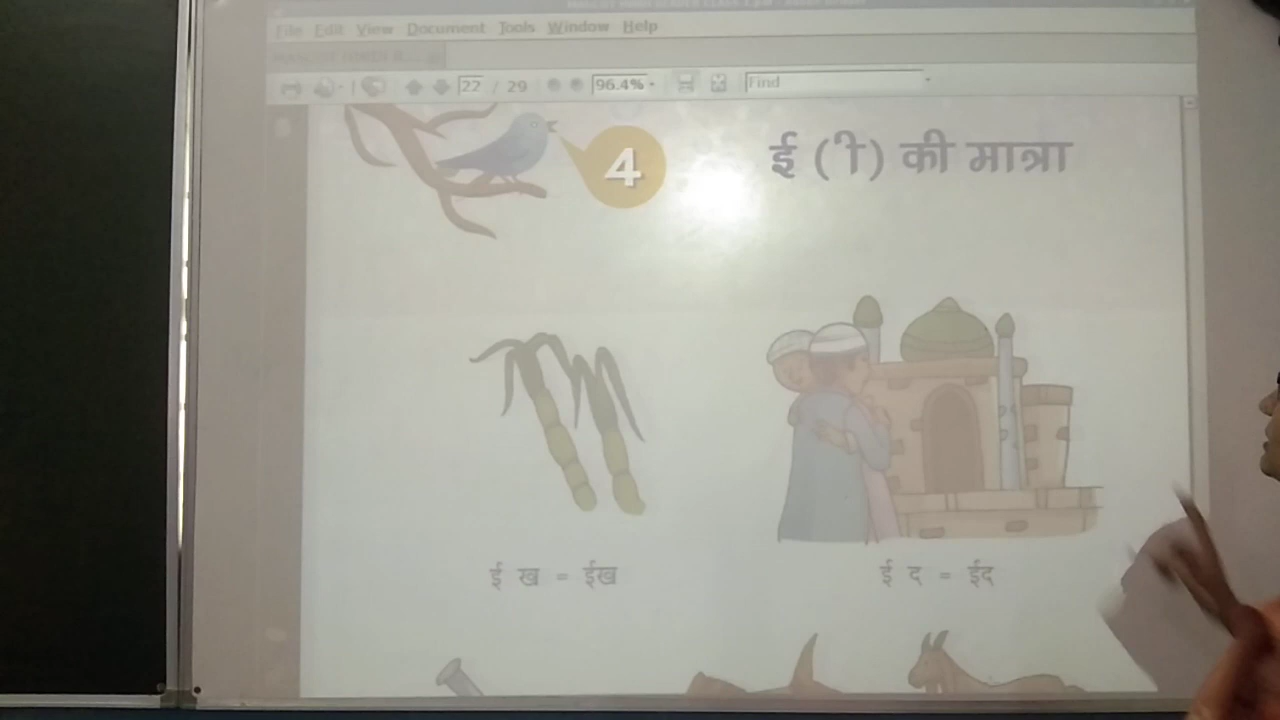 File Edit View Document Tools Window Help
22 / 29 96.4% Find
4
ई (ी) की मात्रा
ई ख = ईख
ई द = ईद